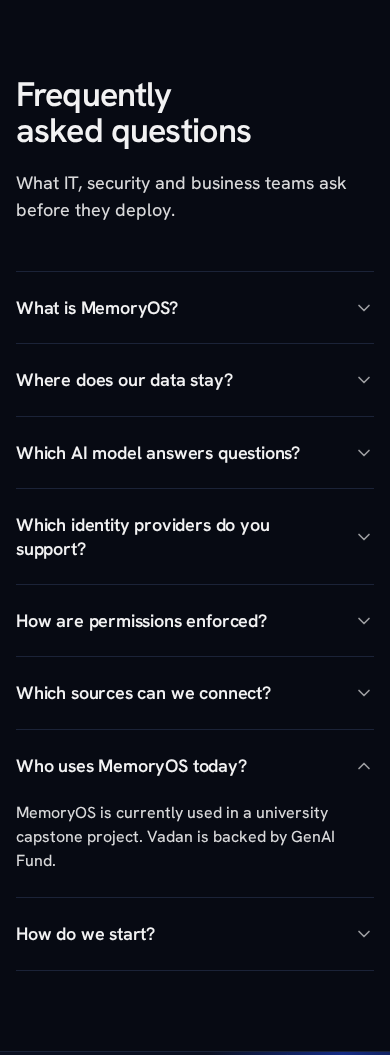 Frequently
asked questions
What IT, security and business teams ask
before they deploy.
What is MemoryOS?
Where does our data stay?
Which AI model answers questions?
Which identity providers do you
support?
How are permissions enforced?
Which sources can we connect?
Who uses MemoryOS today?
MemoryOS is currently used in a university
capstone project. Vadan is backed by GenAI
Fund.
How do we start?